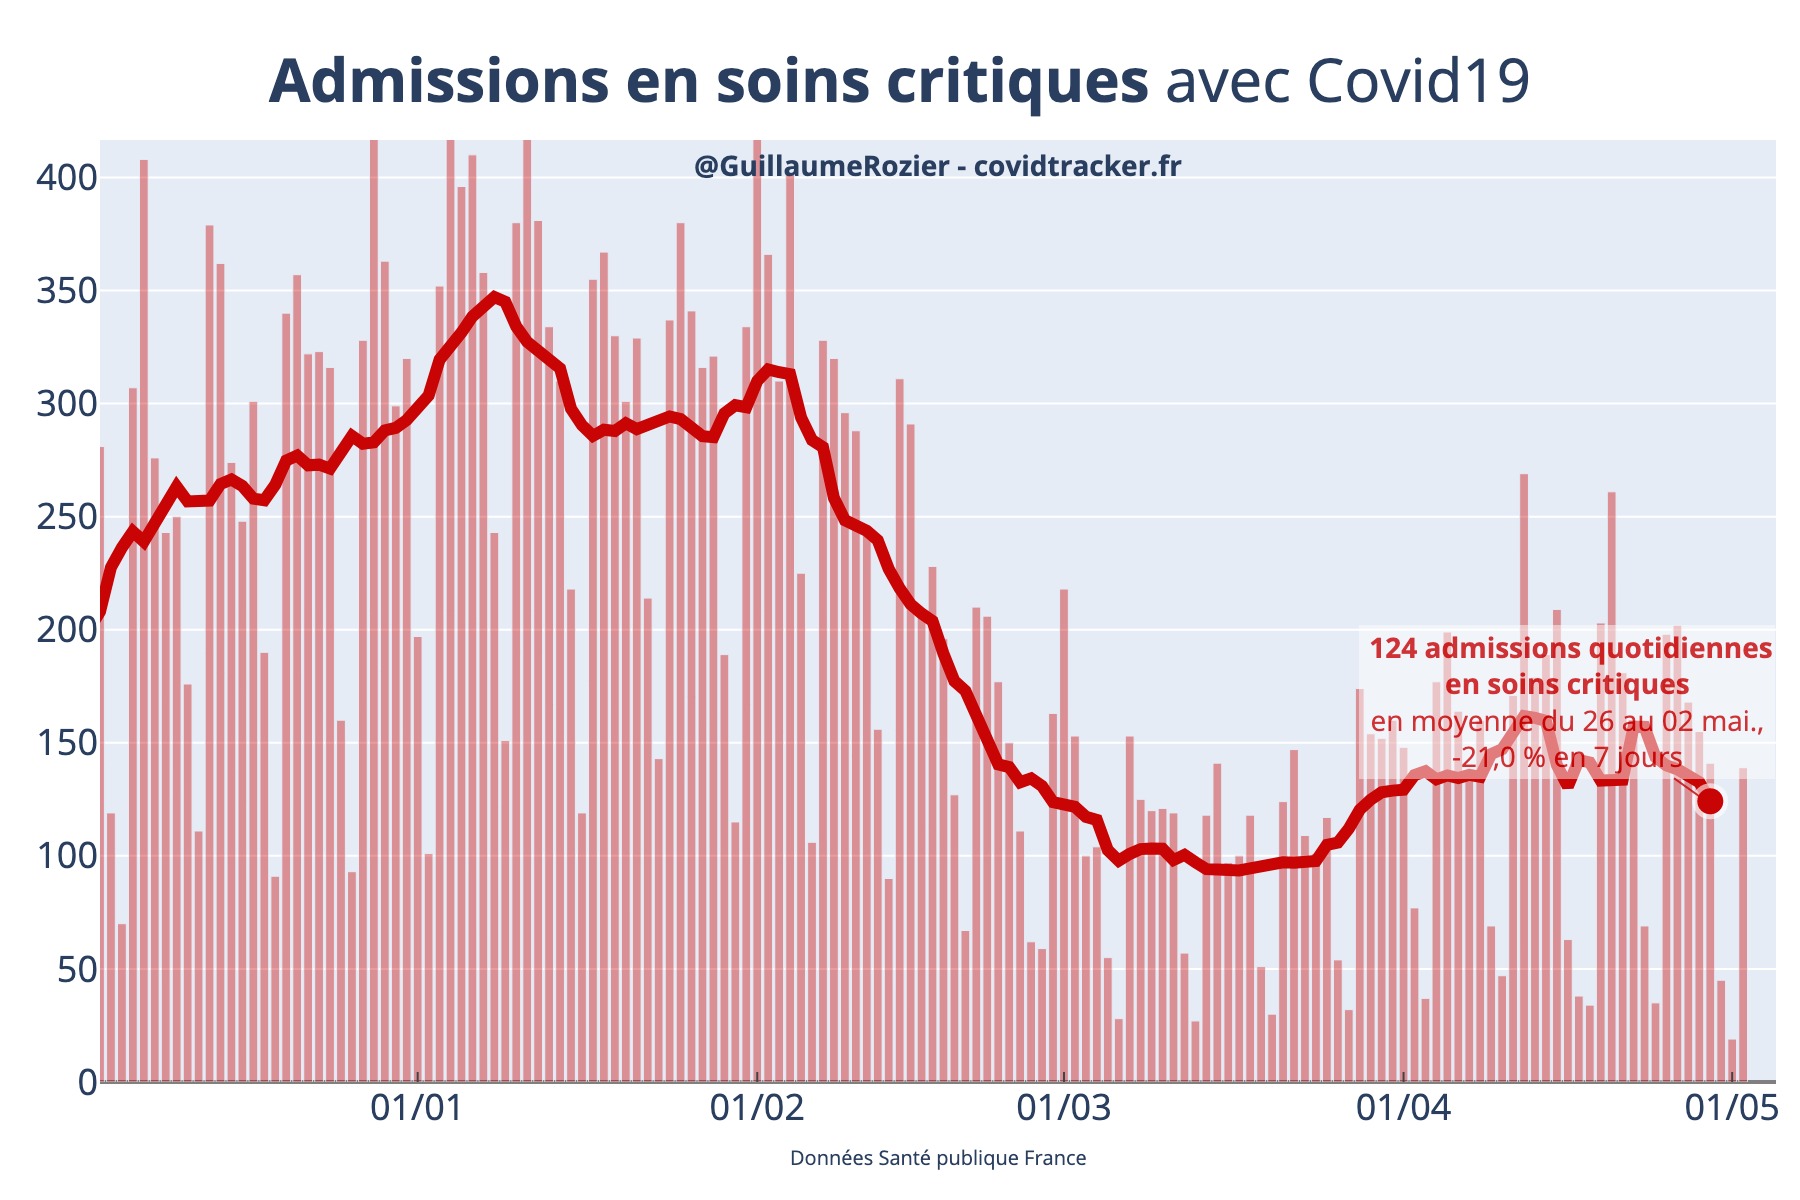 Admissions en soins critiques avec Covid19
@GuillaumeRozier - covidtracker.fr
400
350
300
250
200
150
100
50
0
124 admissions quotidiennes
en soins critiques
en moyenne du 26 au 02 mai.,
-21,0 % en 7 jours
01/01
01/02
01/03
01/04
01/05
Données Santé publique France